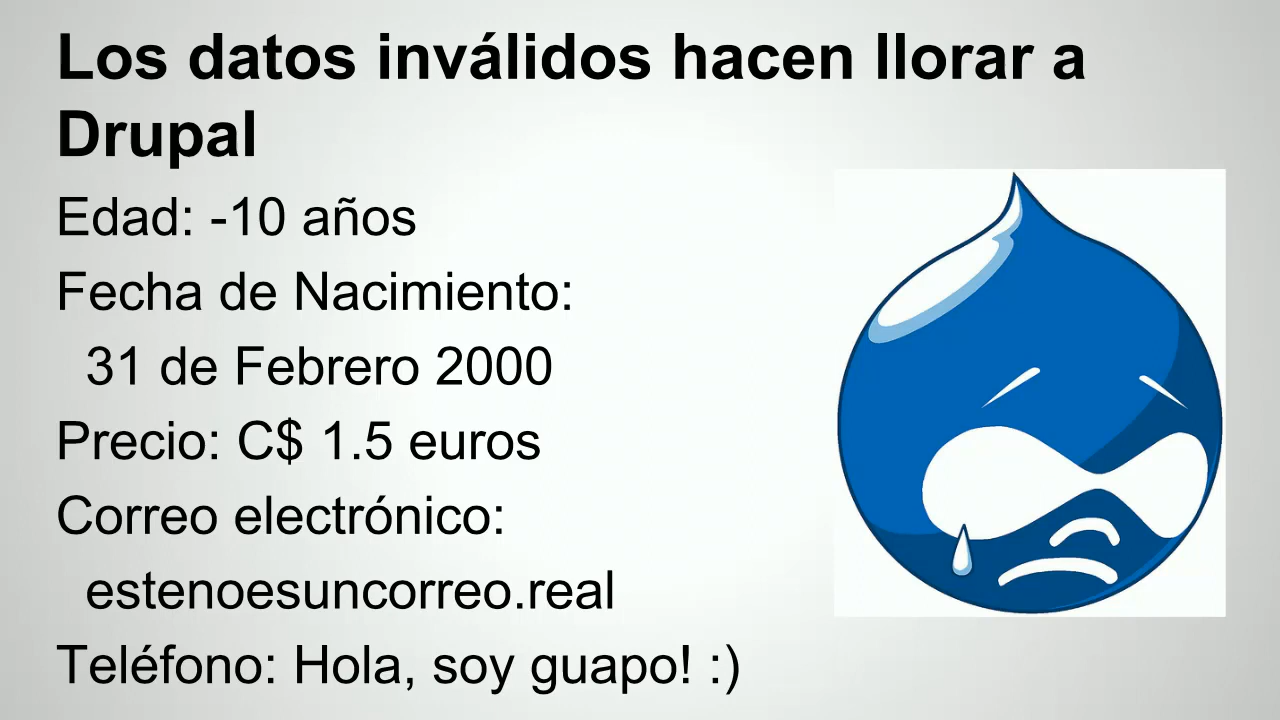 Los datos inválidos hacen llorar a
Drupal
Edad: -10 años
Fecha de Nacimiento:
31 de Febrero 2000
Precio: C$ 1.5 euros
Correo electrónico:
estenoesuncorreo.real
Teléfono: Hola, soy guapo! :)